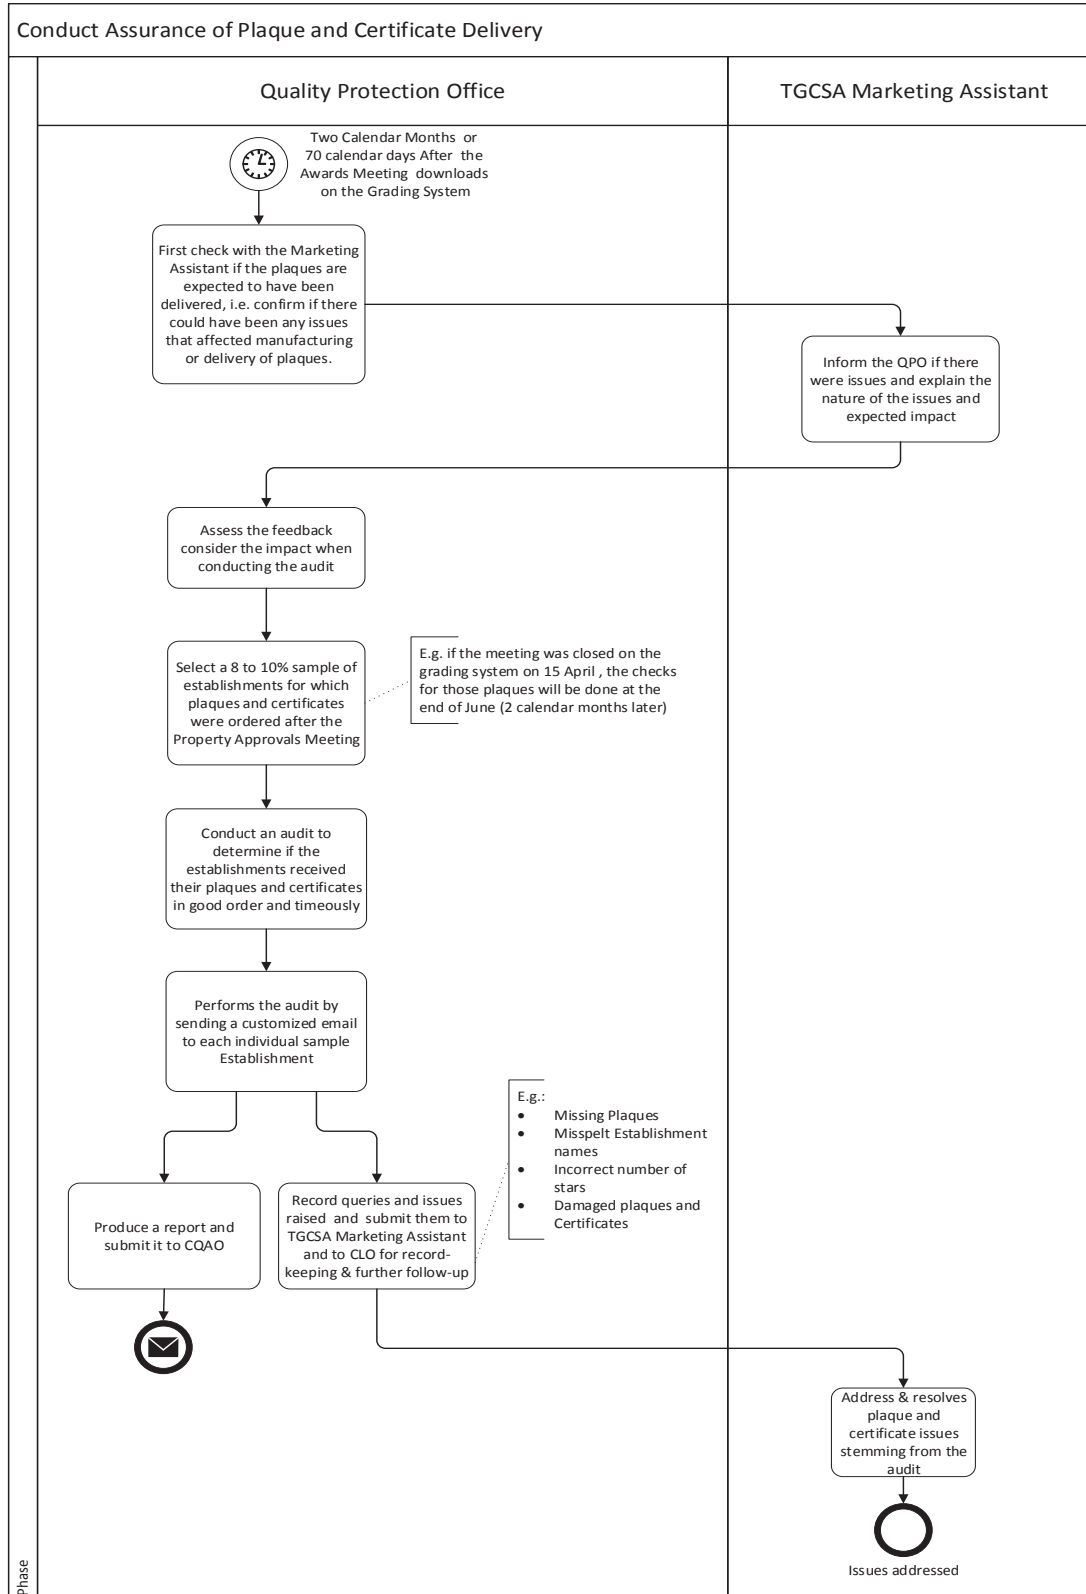 Conduct Assurance of Plaque and Certificate Delivery
Quality Protection Office
TGCSA Marketing Assistant
Two Calendar Months or
70 calendar days After the
Awards Meeting downloads
on the Grading System
First check with the Marketing
Assistant if the plaques are
expected to have been
delivered, i.e. confirm if there
could have been any issues
that affected manufacturing
or delivery of plaques.
Inform the QPO if there
were issues and explain the
nature of the issues and
expected impact
Assess the feedback
consider the impact when
conducting the audit
Select a 8 to 10% sample of
establishments for which
plaques and certificates
were ordered after the
Property Approvals Meeting
E.g. if the meeting was closed on the
grading system on 15 April , the checks
for those plaques will be done at the
end of June (2 calendar months later)
Conduct an audit to
determine if the
establishments received
their plaques and certificates
in good order and timeously
Performs the audit by
sending a customized email
to each individual sample
Establishment
E.g.:
• Missing Plaques
• Misspelt Establishment
names
• Incorrect number of
stars
• Damaged plaques and
Certificates
Produce a report and
submit it to CQAO
Record queries and issues
raised and submit them to
TGCSA Marketing Assistant
and to CLO for record-
keeping & further follow-up
Address & resolves
plaque and
certificate issues
stemming from the
audit
Issues addressed
Phase